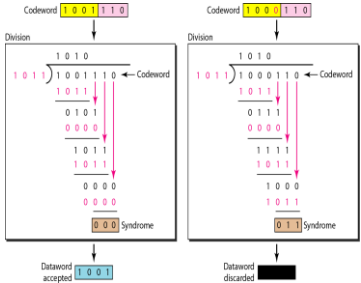 Codeword 1 0 0 1 1 1 0
Division
1 0 1 0
1 0 1 1 1 0 0 1 1 1 0 Codeword
1 0 1 1
0 1 0 1
0 0 0 0
1 0 1 1
1 0 1 1
0 0 0 0
0 0 0 0
0 0 0 Syndrome
Dataword
accepted 1 0 0 1
Codeword 1 0 0 0 1 1 0
Division
1 0 1 1
1 0 1 1 1 0 0 0 1 1 0 Codeword
1 0 1 1
0 1 1 1
0 0 0 0
1 1 1 1
1 0 1 1
1 0 0 0
1 0 1 1
0 1 1 Syndrome
Dataword
discarded